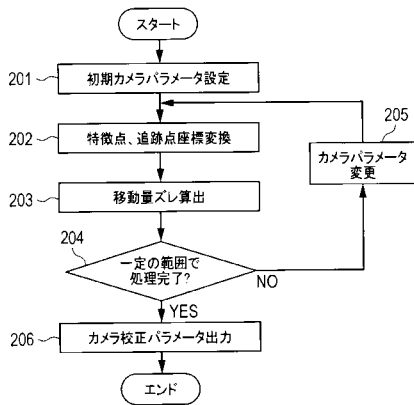 スタート
201
初期カメラパラメータ設定
205
202
特徴点、追跡点座標変換
カメラパラメータ
変更
203
移動量ズレ算出
204
一定の範囲で
処理完了?
NO
YES
206
カメラ校正パラメータ出力
エンド